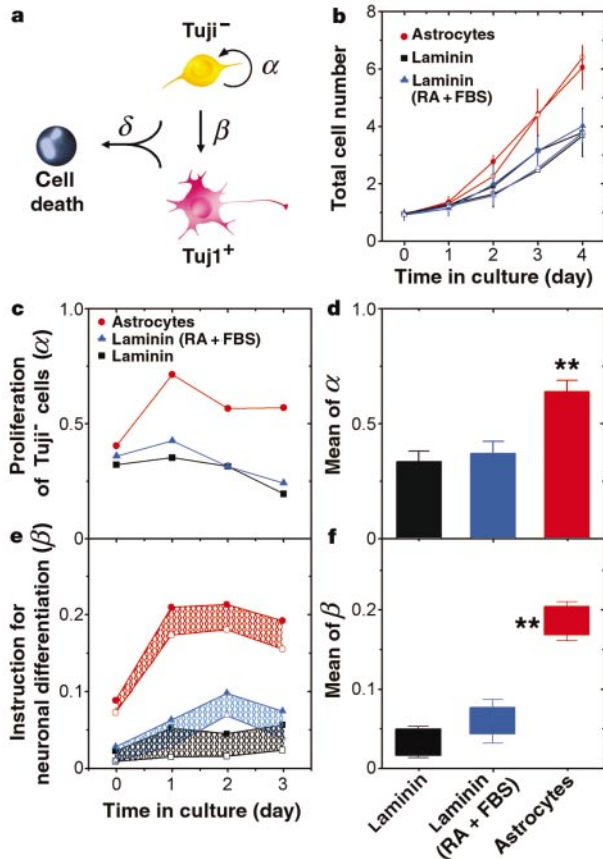 a
Tuji⁻
α
β
δ
Cell
death
Tuj1⁺
b
Total cell number
8
6
4
2
0
Astrocytes
Laminin
Laminin
(RA + FBS)
0 1 2 3 4
Time in culture (day)
c
Proliferation
of Tuji⁻ cells (α)
1.0
0.5
0
Astrocytes
Laminin (RA + FBS)
Laminin
d
Mean of α
1.0
0.5
0
**
e
Instruction for
neuronal differentiation (β)
0.2
0.1
0
0 1 2 3
Time in culture (day)
f
Mean of β
0.2
0.1
0
**
Laminin
Laminin
(RA + FBS)
Astrocytes